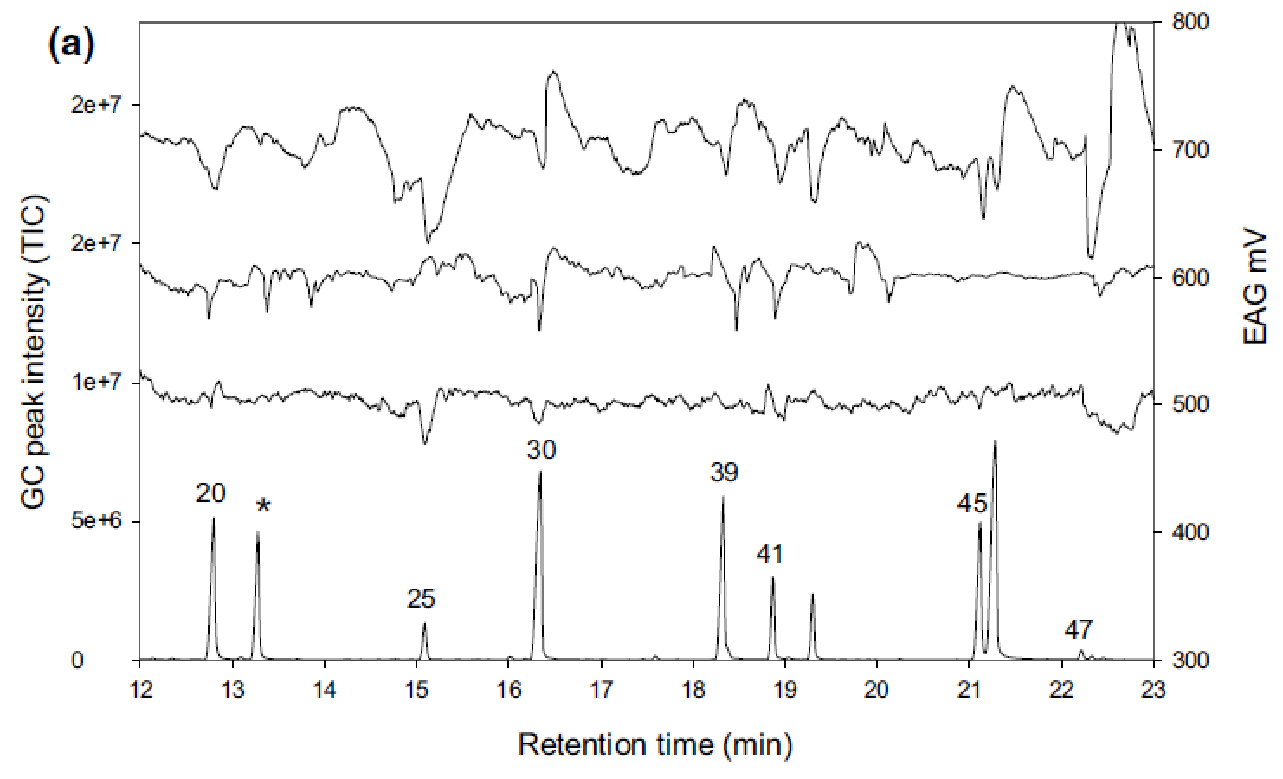 (a)
800
2e+7
700
2e+7
600
1e+7
500
30
39
20
*
45
5e+6
400
41
25
47
0
300
12 13 14 15 16 17 18 19 20 21 22 23
GC peak intensity (TIC)
EAG mV
Retention time (min)